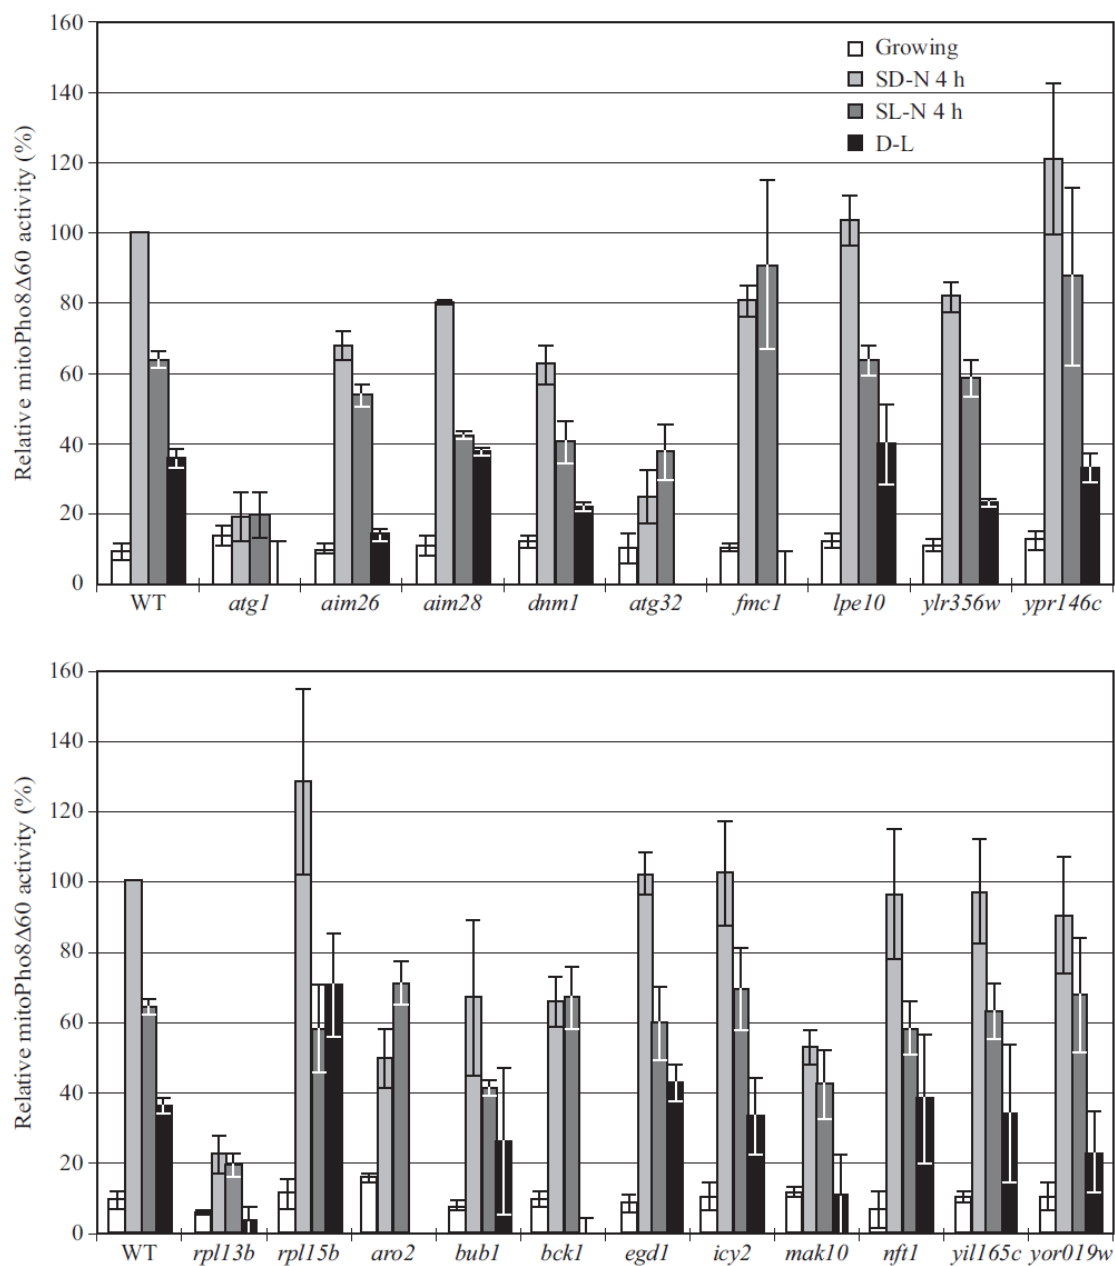 160
140
120
100
80
60
40
20
0
Relative mitoPho8Δ60 activity (%)
Growing
SD-N 4 h
SL-N 4 h
D-L
WT atg1 aim26 aim28 dnm1 atg32 fmc1 lpe10 ylr356w ypr146c
160
140
120
100
80
60
40
20
0
Relative mitoPho8Δ60 activity (%)
WT rpl13b rpl15b aro2 bub1 bck1 egd1 icy2 mak10 nft1 yil165c yor019w